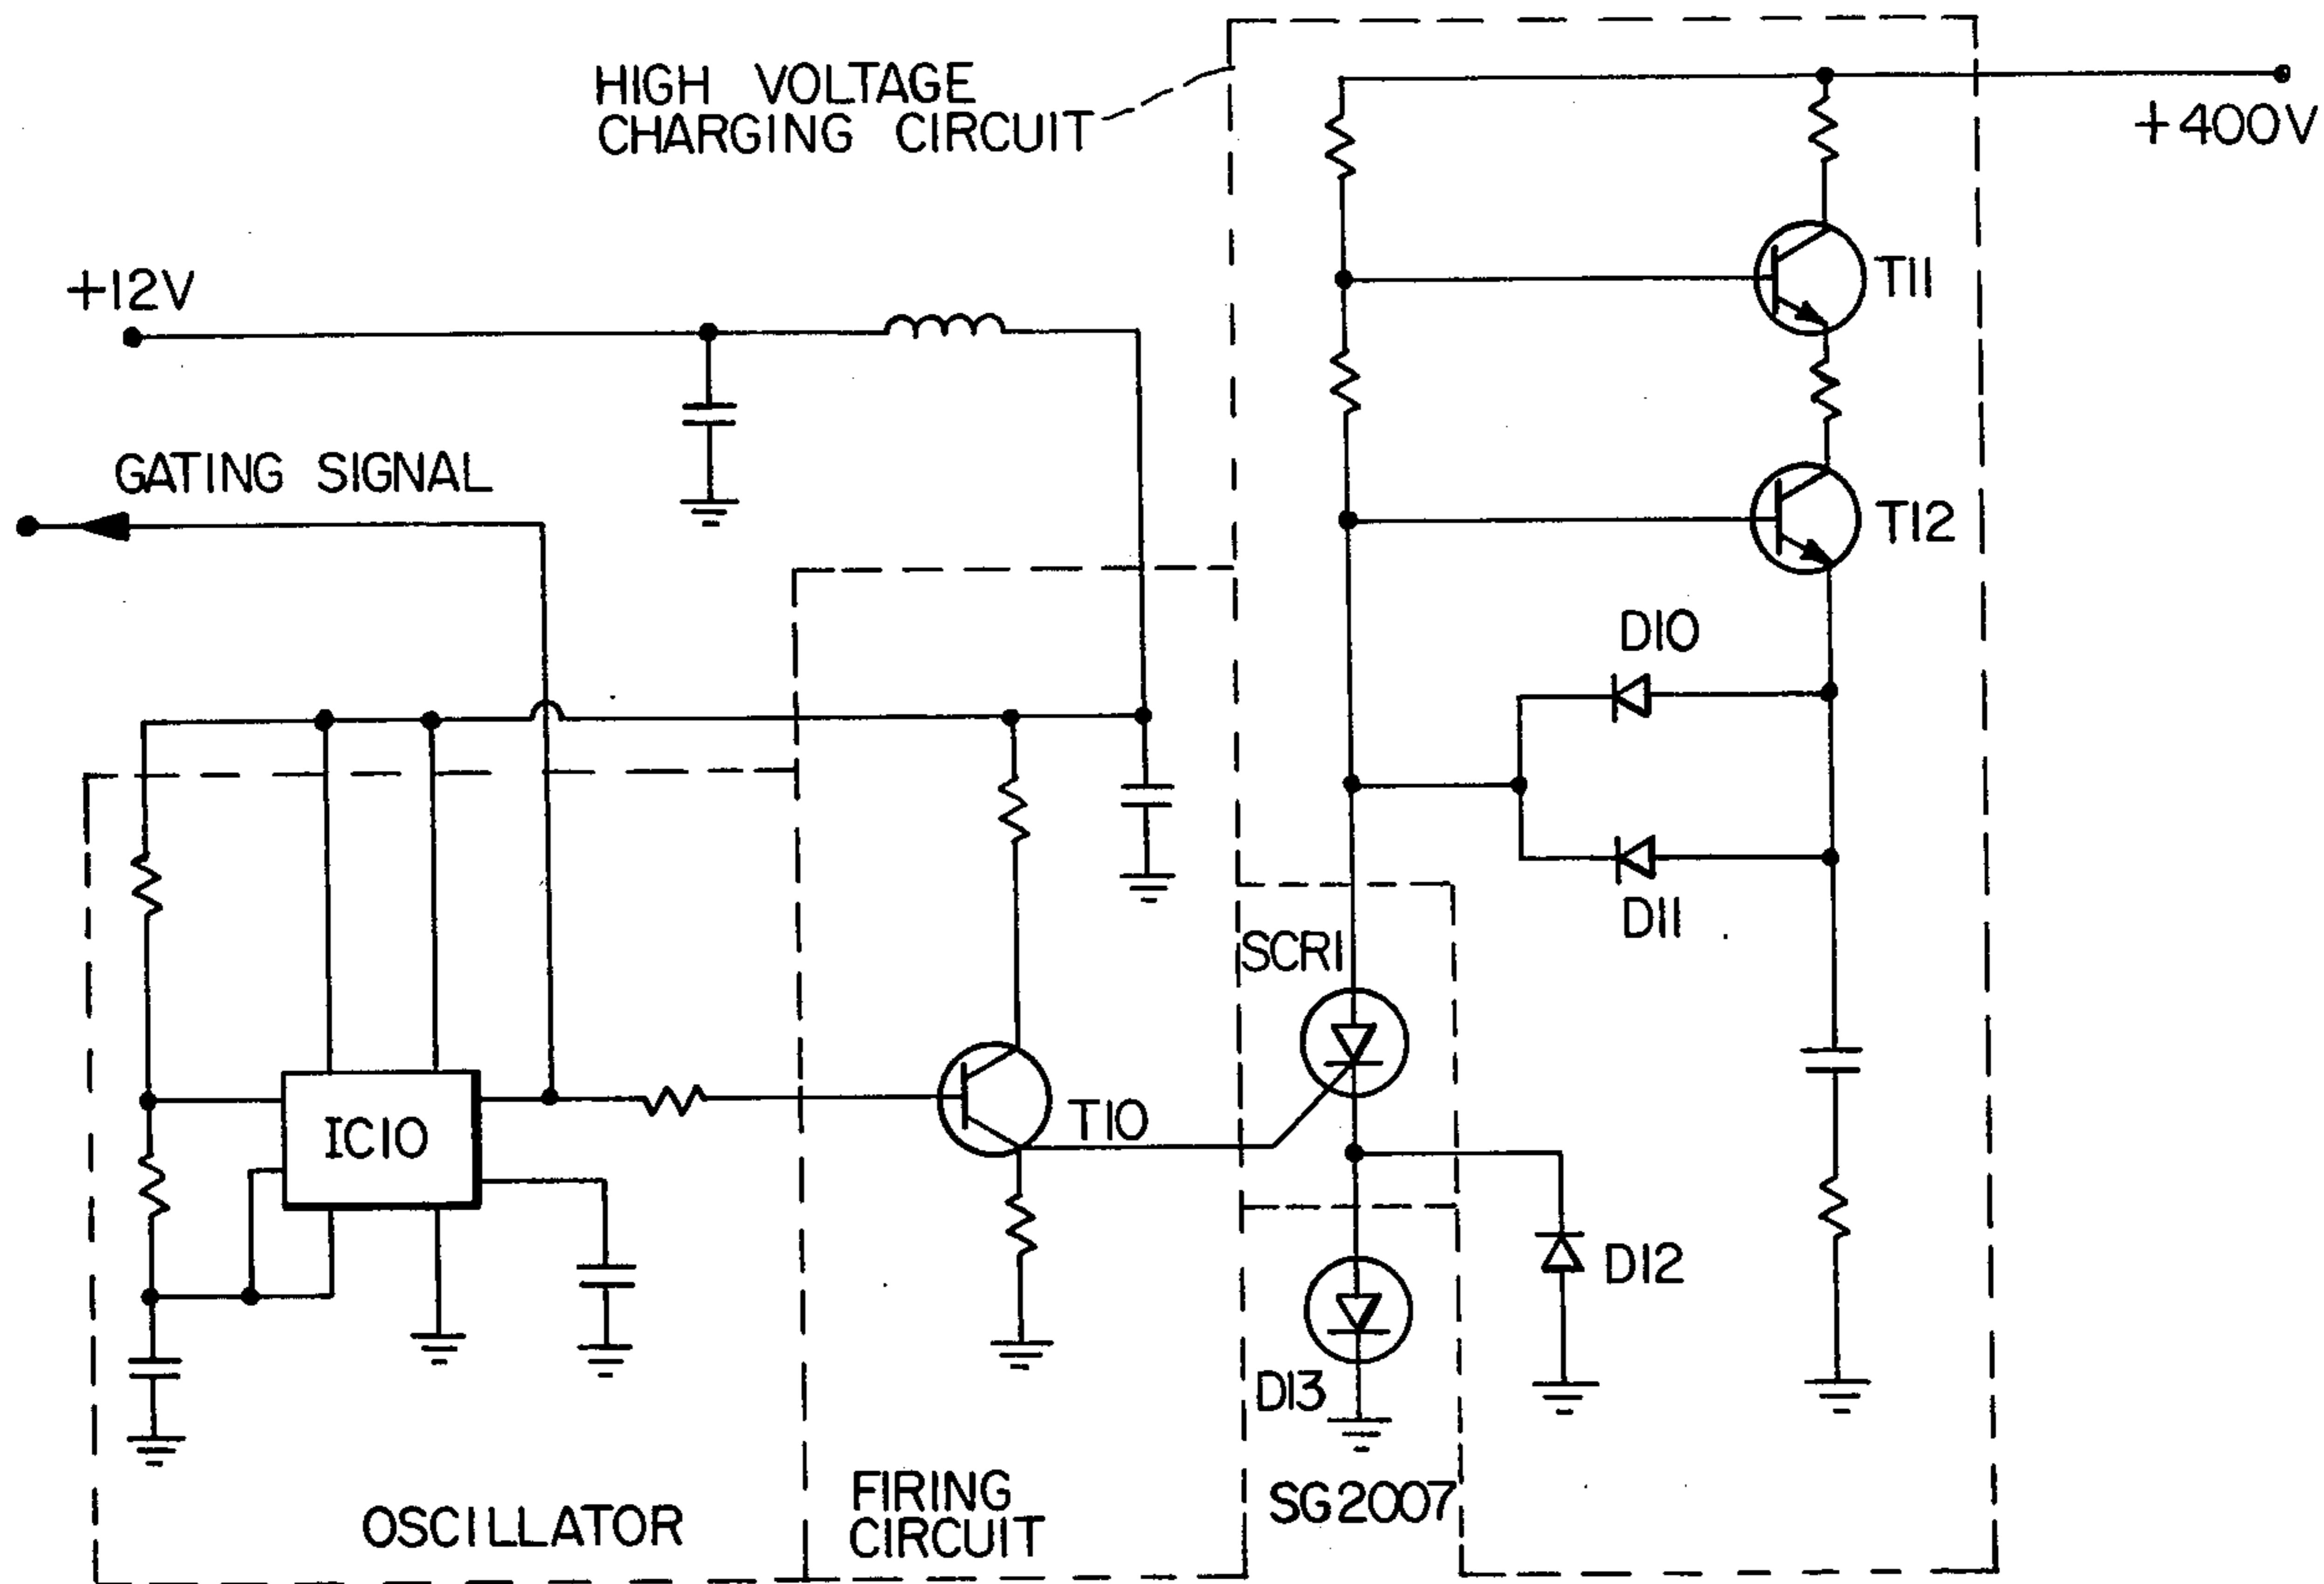 HIGH VOLTAGE
CHARGING CIRCUIT
+400V
T11
+12V
GATING SIGNAL
T12
D10
D11
SCR1
IC10
T10
D12
D13
SG2007
FIRING
CIRCUIT
OSCILLATOR